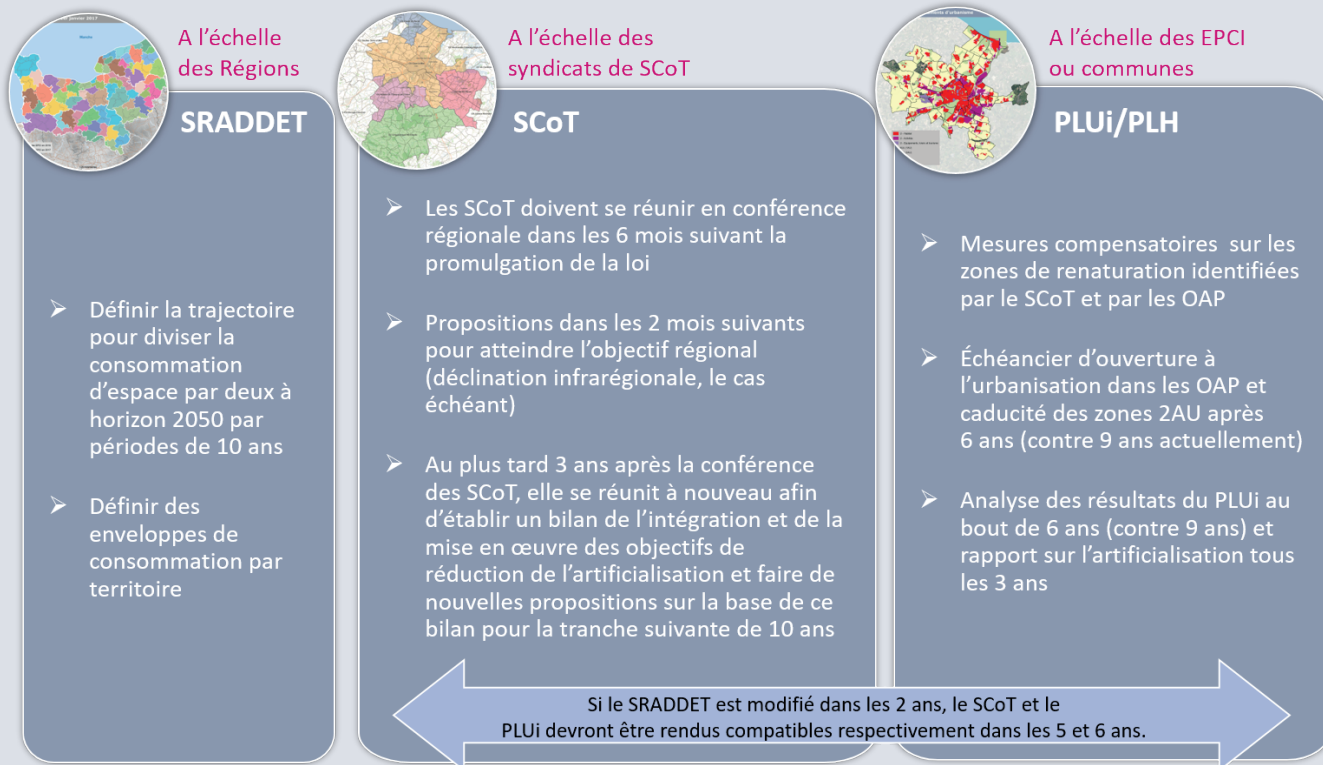 A l’échelle
des Régions
SRADDET
➢ Définir la trajectoire
pour diviser la
consommation
d’espace par deux à
horizon 2050 par
périodes de 10 ans
➢ Définir des
enveloppes de
consommation par
territoire
A l’échelle des
syndicats de SCoT
SCoT
➢ Les SCoT doivent se réunir en conférence
régionale dans les 6 mois suivant la
promulgation de la loi
➢ Propositions dans les 2 mois suivants
pour atteindre l’objectif régional
(déclination infrarégionale, le cas
échéant)
➢ Au plus tard 3 ans après la conférence
des SCoT, elle se réunit à nouveau afin
d’établir un bilan de l’intégration et de la
mise en œuvre des objectifs de
réduction de l’artificialisation et faire de
nouvelles propositions sur la base de ce
bilan pour la tranche suivante de 10 ans
A l’échelle des EPCI
ou communes
PLUi/PLH
➢ Mesures compensatoires sur les
zones de renaturation identifiées
par le SCoT et par les OAP
➢ Échéancier d’ouverture à
l’urbanisation dans les OAP et
caducité des zones 2AU après
6 ans (contre 9 ans actuellement)
➢ Analyse des résultats du PLUi au
bout de 6 ans (contre 9 ans) et
rapport sur l’artificialisation tous
les 3 ans
Si le SRADDET est modifié dans les 2 ans, le SCoT et le
PLUi devront être rendus compatibles respectivement dans les 5 et 6 ans.